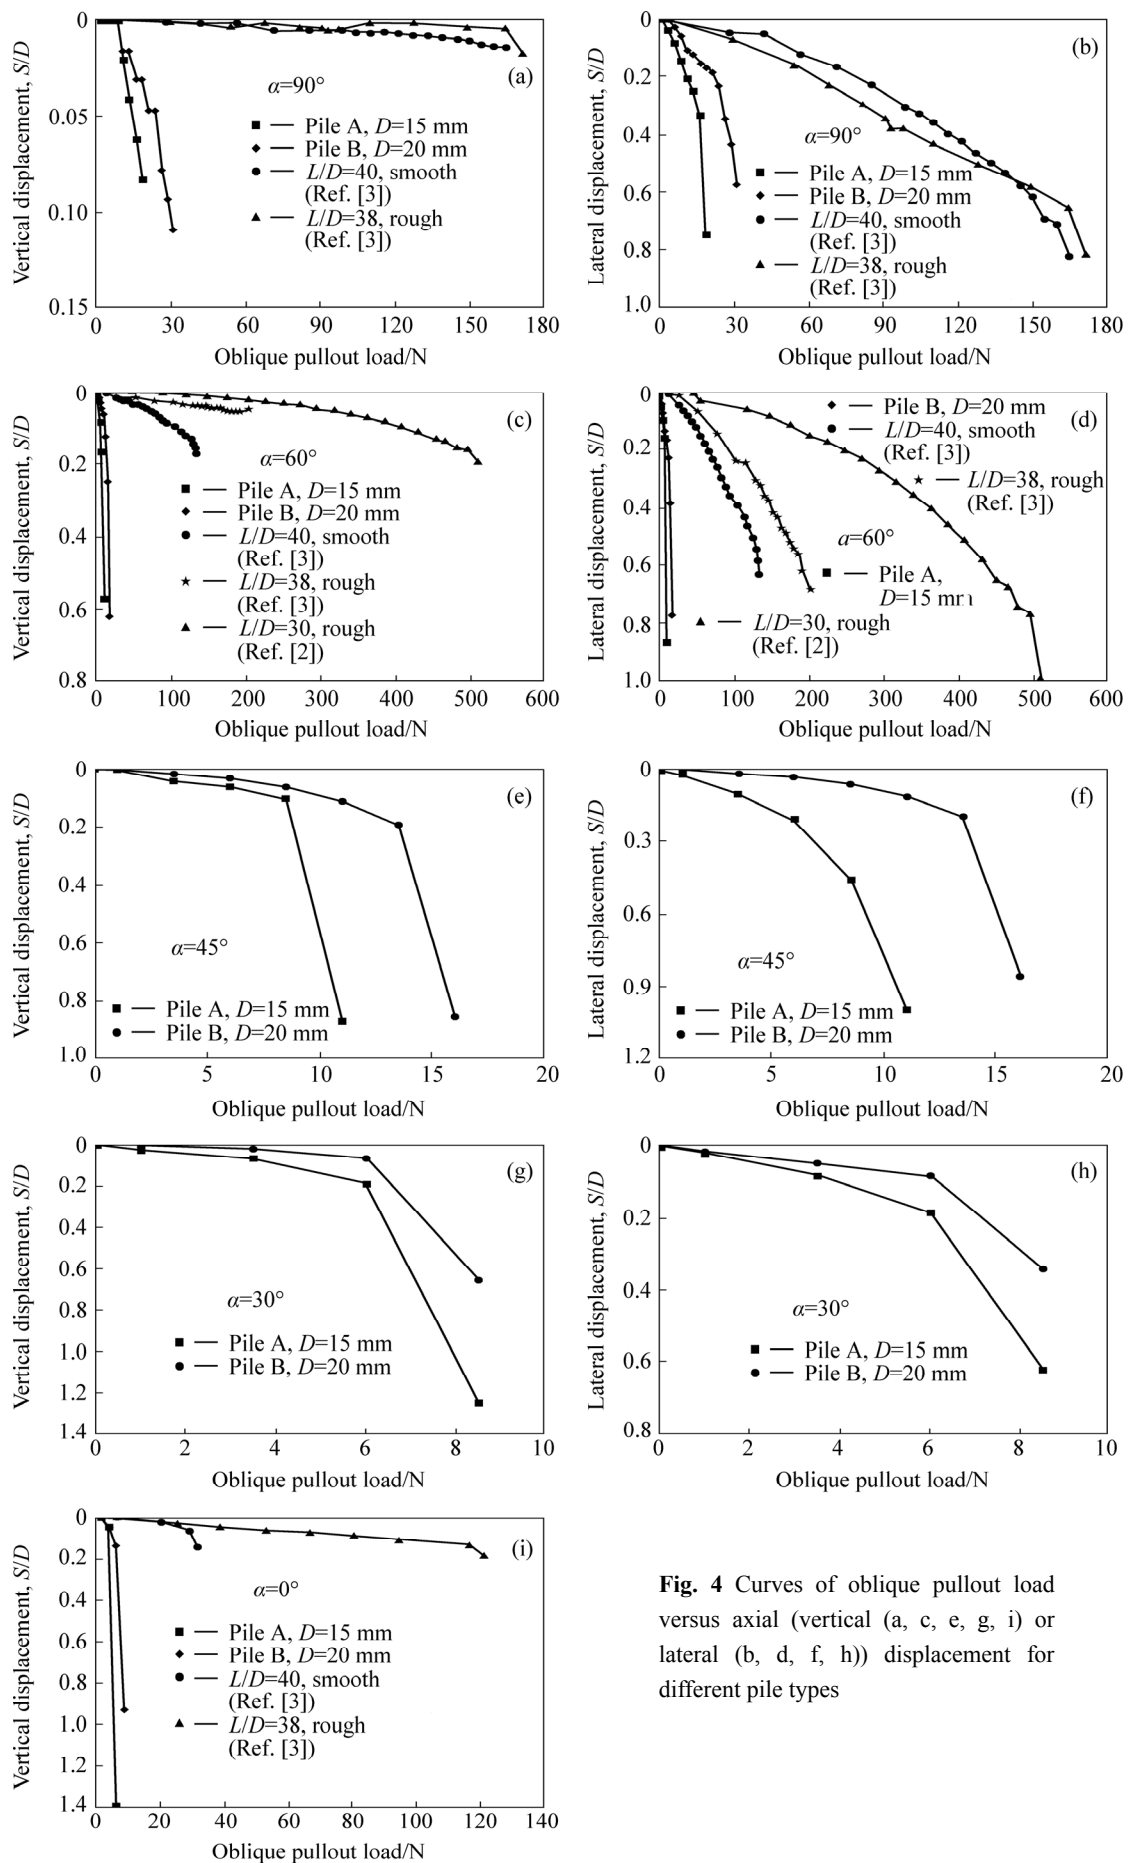 0
0.05
0.10
0.15
Vertical displacement, S/D
(a)
α=90°
Pile A, D=15 mm
Pile B, D=20 mm
L/D=40, smooth
(Ref. [3])
L/D=38, rough
(Ref. [3])
0 30 60 90 120 150 180
Oblique pullout load/N
0
0.2
0.4
0.6
0.8
1.0
Lateral displacement, S/D
(b)
α=90°
Pile A, D=15 mm
Pile B, D=20 mm
L/D=40, smooth
(Ref. [3])
L/D=38, rough
(Ref. [3])
0 30 60 90 120 150 180
Oblique pullout load/N
0
0.2
0.4
0.6
0.8
Vertical displacement, S/D
(c)
α=60°
Pile A, D=15 mm
Pile B, D=20 mm
L/D=40, smooth
(Ref. [3])
L/D=38, rough
(Ref. [3])
L/D=30, rough
(Ref. [2])
0 100 200 300 400 500 600
Oblique pullout load/N
0
0.2
0.4
0.6
0.8
1.0
Lateral displacement, S/D
Pile B, D=20 mm
L/D=40, smooth
(Ref. [3])
(d)
L/D=38, rough
(Ref. [3])
a=60°
Pile A,
D=15 mm
L/D=30, rough
(Ref. [2])
0 100 200 300 400 500 600
Oblique pullout load/N
0
0.2
0.4
0.6
0.8
1.0
Vertical displacement, S/D
(e)
α=45°
Pile A, D=15 mm
Pile B, D=20 mm
0 5 10 15 20
Oblique pullout load/N
0
0.3
0.6
0.9
1.2
Lateral displacement, S/D
(f)
α=45°
Pile A, D=15 mm
Pile B, D=20 mm
0 5 10 15 20
Oblique pullout load/N
0
0.2
0.4
0.6
0.8
1.0
1.2
1.4
Vertical displacement, S/D
(g)
α=30°
Pile A, D=15 mm
Pile B, D=20 mm
0 2 4 6 8 10
Oblique pullout load/N
0
0.2
0.4
0.6
0.8
Lateral displacement, S/D
(h)
α=30°
Pile A, D=15 mm
Pile B, D=20 mm
0 2 4 6 8 10
Oblique pullout load/N
0
0.2
0.4
0.6
0.8
1.0
1.2
1.4
Vertical displacement, S/D
(i)
α=0°
Pile A, D=15 mm
Pile B, D=20 mm
L/D=40, smooth
(Ref. [3])
L/D=38, rough
(Ref. [3])
0 20 40 60 80 100 120 140
Oblique pullout load/N
Fig. 4 Curves of oblique pullout load
versus axial (vertical (a, c, e, g, i) or
lateral (b, d, f, h)) displacement for
different pile types